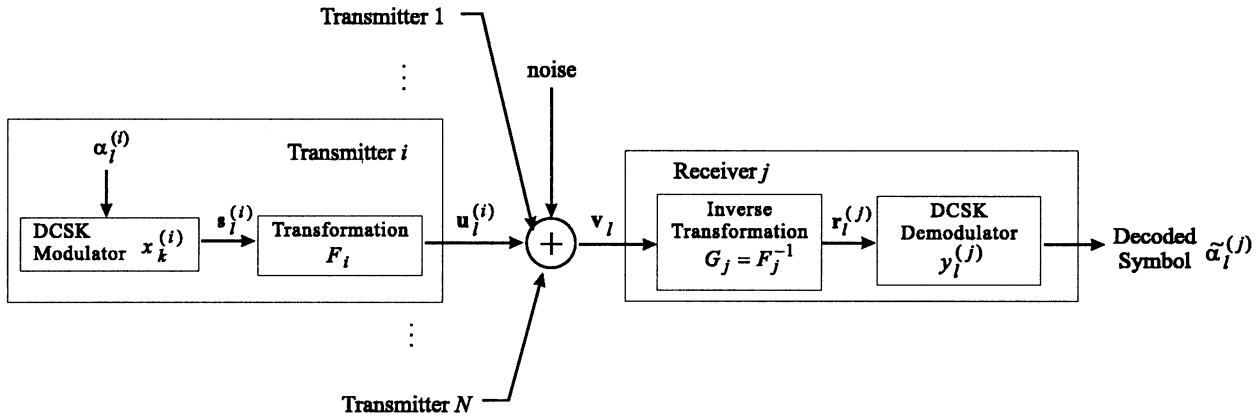 Transmitter 1
⋮
noise
α_l^{(i)}
Transmitter i
Receiver j
DCSK
Modulator x_k^{(i)}
s_l^{(i)}
Transformation
F_i
u_l^{(i)}
+
v_l
Inverse
Transformation
G_j = F_j^{-1}
r_l^{(j)}
DCSK
Demodulator
y_l^{(j)}
Decoded
Symbol α̃_l^{(j)}
⋮
Transmitter N